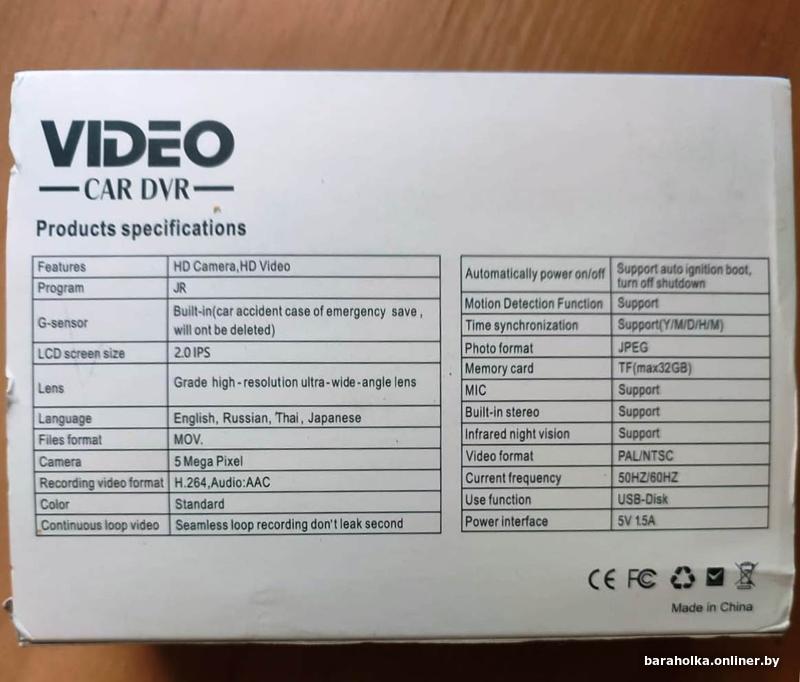 VIDEO
CAR DVR
Products specifications
Features HD Camera,HD Video
Program JR
G-sensor Built-in(car accident case of emergency save,
will ont be deleted)
LCD screen size 2.0 IPS
Lens Grade high-resolution ultra-wide-angle lens
Language English, Russian, Thai, Japanese
Files format MOV.
Camera 5 Mega Pixel
Recording video format H.264,Audio:AAC
Color Standard
Continuous loop video Seamless loop recording don't leak second
Automatically power on/off Support auto ignition boot,
turn off shutdown
Motion Detection Function Support
Time synchronization Support(Y/M/D/H/M)
Photo format JPEG
Memory card TF(max32GB)
MIC Support
Built-in stereo Support
Infrared night vision Support
Video format PAL/NTSC
Current frequency 50HZ/60HZ
Use function USB-Disk
Power interface 5V 1.5A
CE FC
Made in China
baraholka.onliner.by